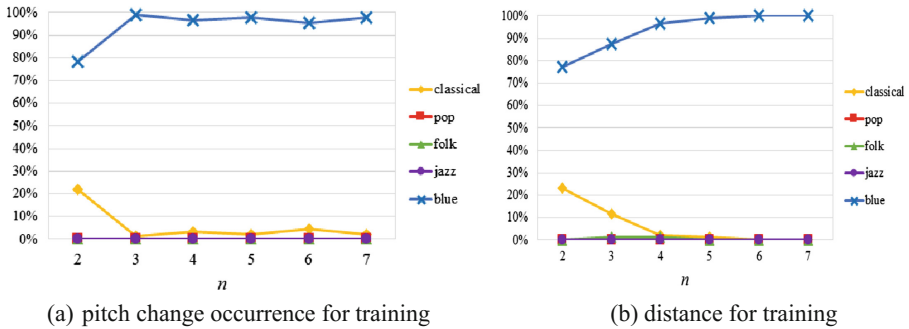 100%
90%
80%
70%
60%
50%
40%
30%
20%
10%
0%
2 3 4 5 6 7
n
classical
pop
folk
jazz
blue
(a) pitch change occurrence for training
100%
90%
80%
70%
60%
50%
40%
30%
20%
10%
0%
2 3 4 5 6 7
n
classical
pop
folk
jazz
blue
(b) distance for training